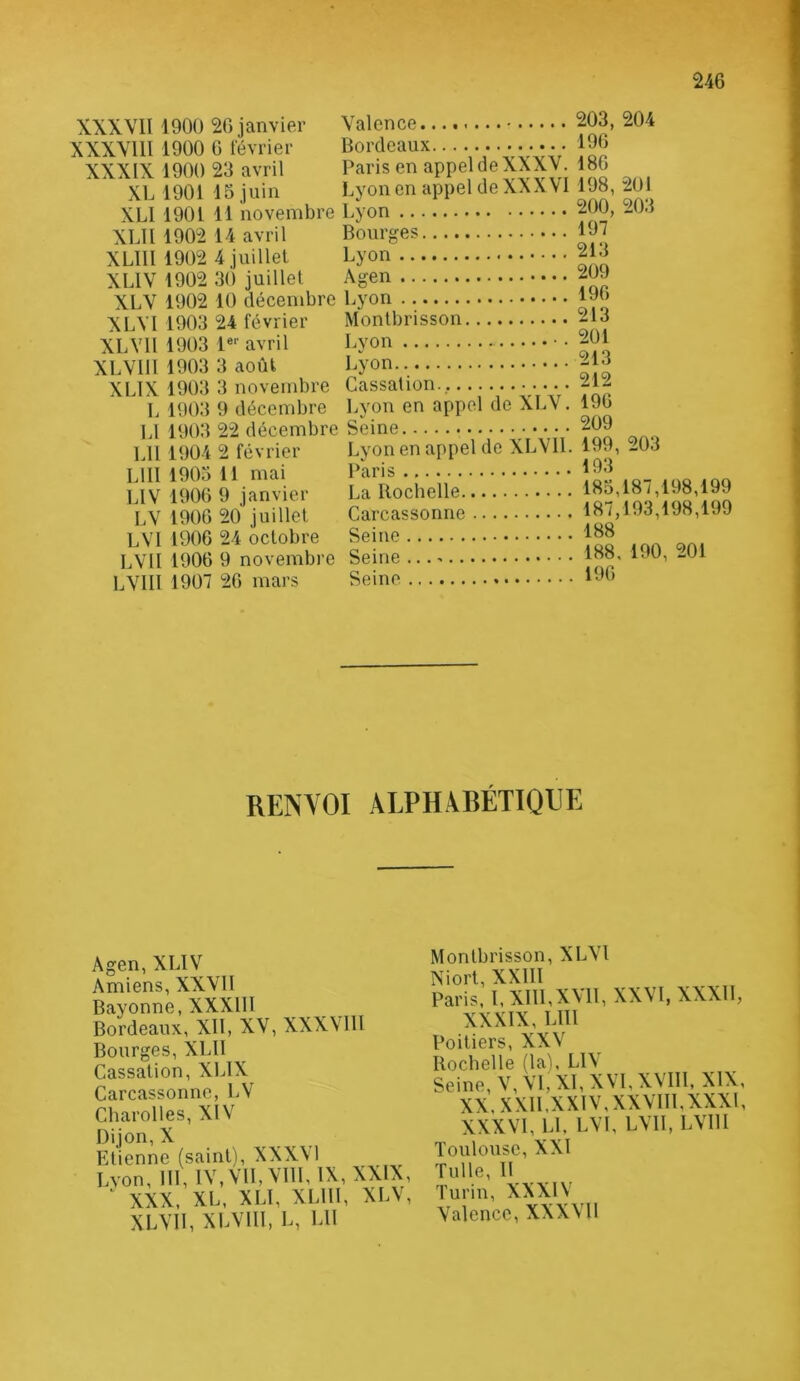 246
XXXVII 1900 26 janvier Valence............... 203, 204
XXXVIII 1900 6 février Bordeaux............. 196
XXXIX 1900 23 avril Paris en appel de XXXV. 186
XL 1901 15 juin Lyon en appel de XXXVI 198, 201
XLI 1901 11 novembre Lyon................ 200, 203
XLII 1902 14 avril Bourges............... 197
XLIII 1902 4 juillet Lyon................. 213
XLIV 1902 30 juillet Agen................. 209
XLV 1902 10 décembre Lyon................. 196
XLVI 1903 24 février Montbrisson.......... 213
XLVII 1903 1er avril Lyon................. 201
XLVIII 1903 3 août Lyon................. 213
XLIX 1903 3 novembre Cassation............ 212
L 1903 9 décembre Lyon en appel de XLV. 196
LI 1903 22 décembre Seine................ 209
LII 1904 2 février Lyon en appel de XLVII. 199, 203
LIII 1905 11 mai Paris................ 193
LIV 1906 9 janvier La Rochelle.......... 185,187,198,199
LV 1906 20 juillet Carcassonne.......... 187,193,198,199
LVI 1906 24 octobre Seine................ 188
LVII 1906 9 novembre Seine................ 188, 190, 201
LVIII 1907 26 mars Seine................ 196
RENVOI ALPHABÉTIQUE
Agen, XLIV
Amiens, XXVII
Bayonne, XXXIII
Bordeaux, XII, XV, XXXVIII
Bourges, XLII
Cassation, XLIX
Carcassonne, LV
Charolles, XIV
Dijon, X
Etienne (saint), XXXVI
Lyon, III, IV, VII, VIII, IX, XXIX,
XXX, XL, XLI, XLIII, XLV,
XLVII, XLVIII, L, LII
Montbrisson, XLVI
Niort, XXIII
Paris, I, XIII, XVII, XXVI, XXXII,
XXXIX, LIII
Poitiers, XXV
Rochelle (la), LIV
Seine, V, VI, XI, XVI, XVIII, XIX,
XX, XXII, XXIV, XXVIII, XXXI,
XXXVI, LI, LVI, LVII, LVIII
Toulouse, XXI
Tulle, II
Turin, XXXIV
Valence, XXXVII